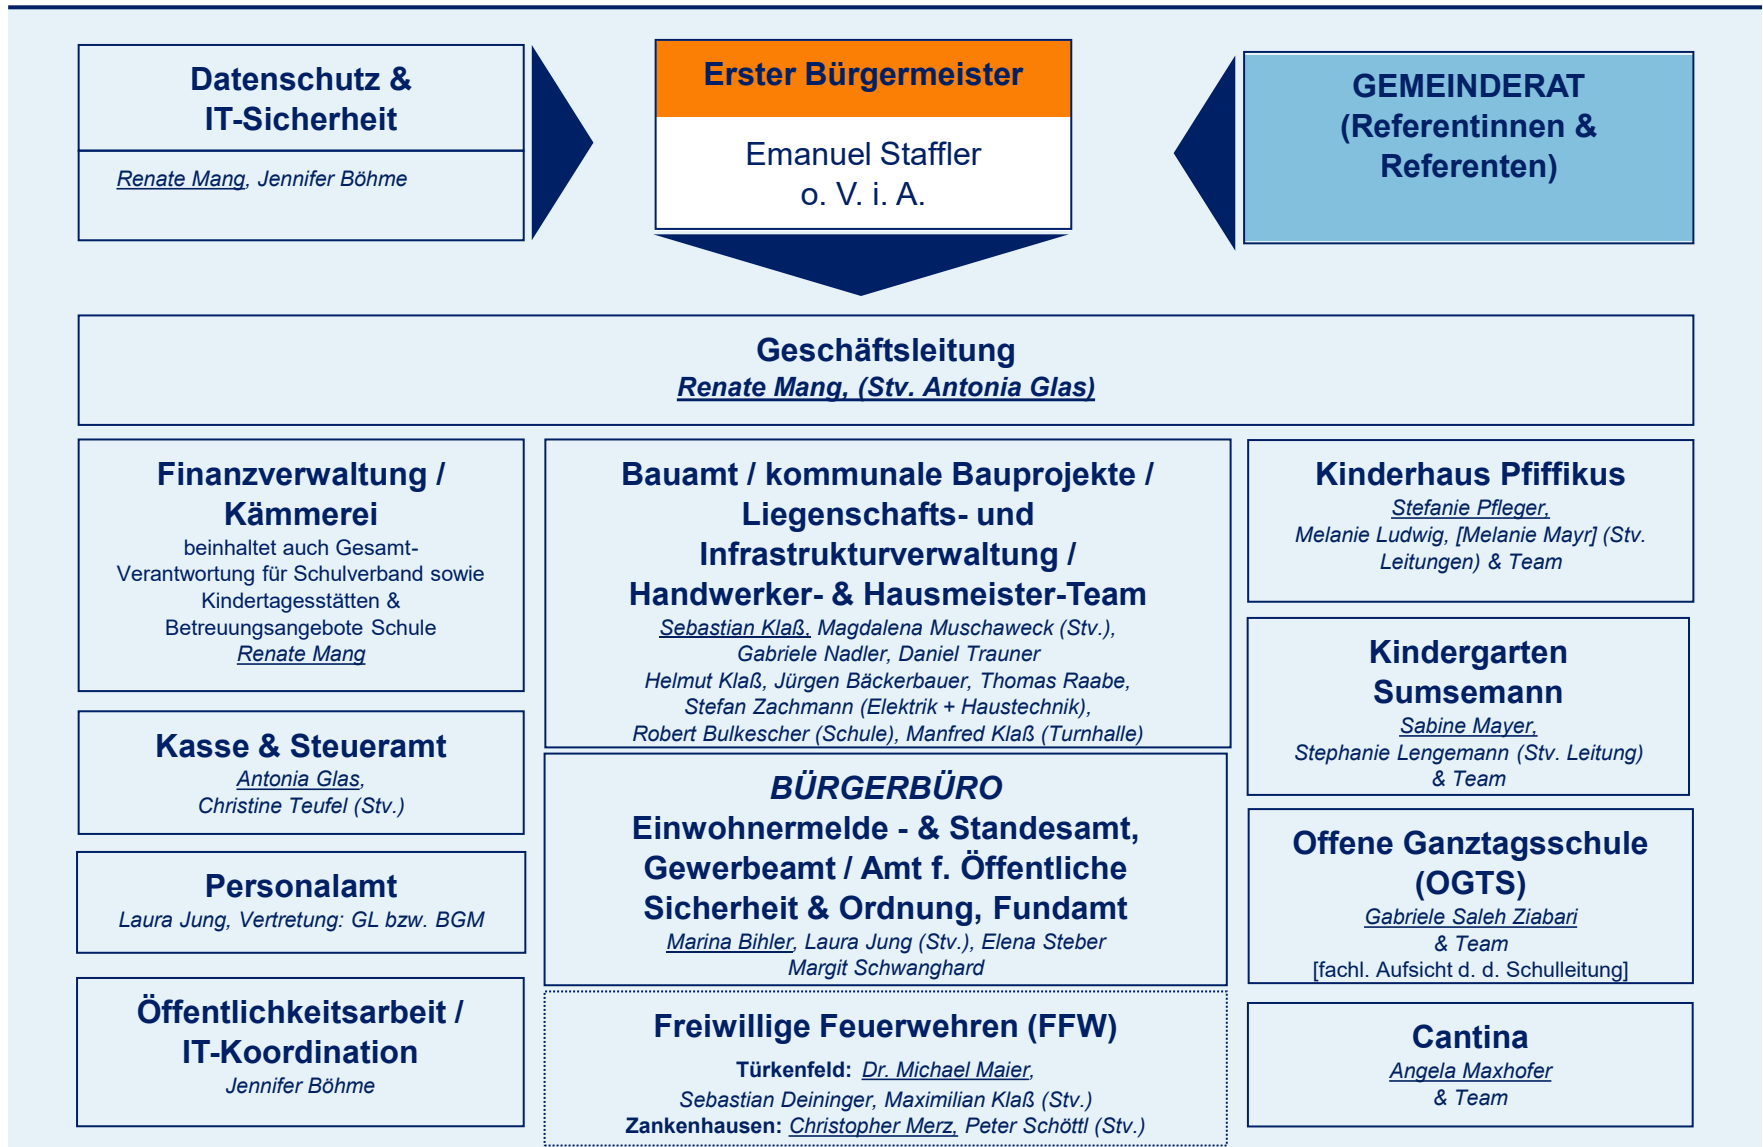 Datenschutz &
IT-Sicherheit
Renate Mang, Jennifer Böhme
Erster Bürgermeister
Emanuel Staffler
o. V. i. A.
GEMEINDERAT
(Referentinnen &
Referenten)
Geschäftsleitung
Renate Mang, (Stv. Antonia Glas)
Finanzverwaltung /
Kämmerei
beinhaltet auch Gesamt-
Verantwortung für Schulverband sowie
Kindertagesstätten &
Betreuungsangebote Schule
Renate Mang
Kasse & Steueramt
Antonia Glas,
Christine Teufel (Stv.)
Personalamt
Laura Jung, Vertretung: GL bzw. BGM
Öffentlichkeitsarbeit /
IT-Koordination
Jennifer Böhme
Bauamt / kommunale Bauprojekte /
Liegenschafts- und
Infrastrukturverwaltung /
Handwerker- & Hausmeister-Team
Sebastian Klaß, Magdalena Muschaweck (Stv.),
Gabriele Nadler, Daniel Trauner
Helmut Klaß, Jürgen Bäckerbauer, Thomas Raabe,
Stefan Zachmann (Elektrik + Haustechnik),
Robert Bulkescher (Schule), Manfred Klaß (Turnhalle)
BÜRGERBÜRO
Einwohnermelde - & Standesamt,
Gewerbeamt / Amt f. Öffentliche
Sicherheit & Ordnung, Fundamt
Marina Bihler, Laura Jung (Stv.), Elena Steber
Margit Schwanghard
Freiwillige Feuerwehren (FFW)
Türkenfeld: Dr. Michael Maier,
Sebastian Deininger, Maximilian Klaß (Stv.)
Zankenhausen: Christopher Merz, Peter Schöttl (Stv.)
Kinderhaus Pfiffikus
Stefanie Pfleger,
Melanie Ludwig, [Melanie Mayr] (Stv.
Leitungen) & Team
Kindergarten
Sumsemann
Sabine Mayer,
Stephanie Lengemann (Stv. Leitung)
& Team
Offene Ganztagsschule
(OGTS)
Gabriele Saleh Ziabari
& Team
[fachl. Aufsicht d. d. Schulleitung]
Cantina
Angela Maxhofer
& Team